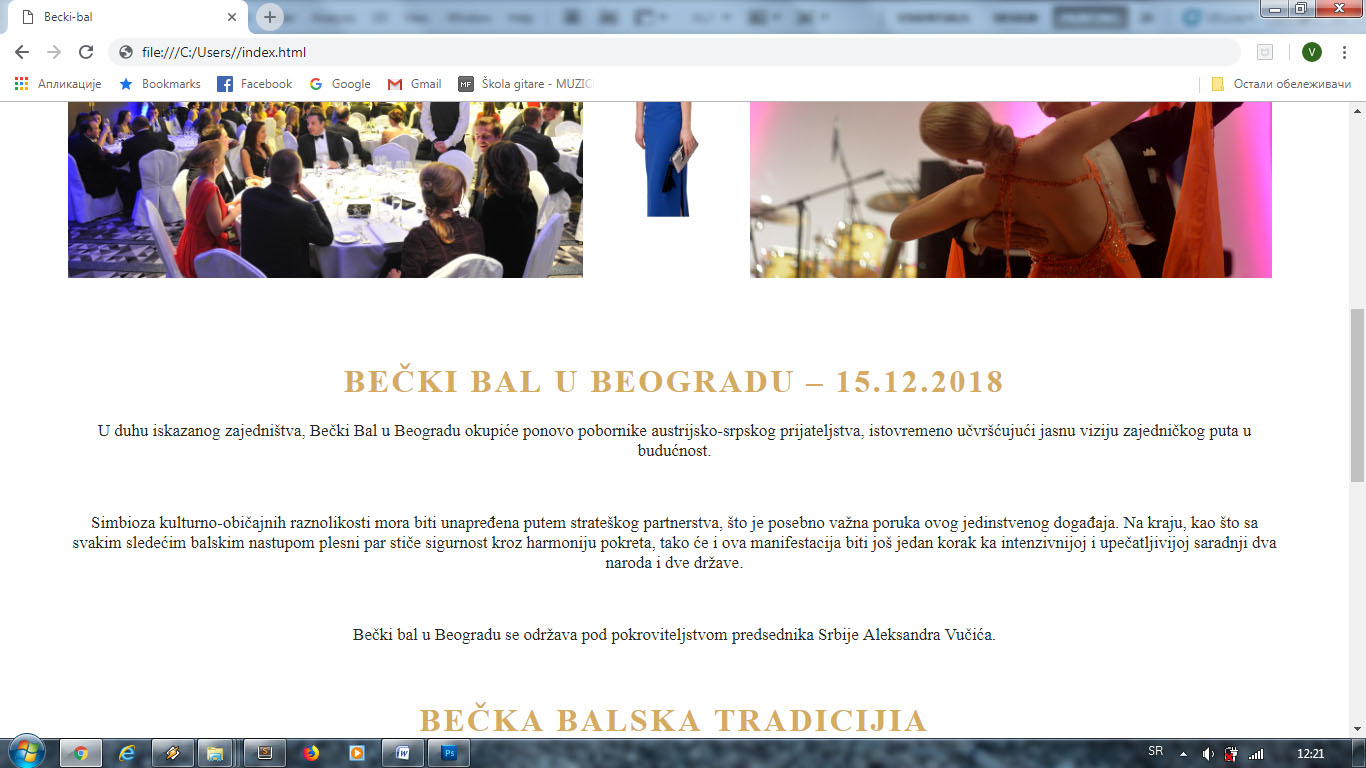 Becki-bal
file:///C:/Users//index.html
V
Апликације
Bookmarks
Facebook
Google
Gmail
MF Škola gitare - MUZIC
Остали обележивачи
BEČKI BAL U BEOGRADU – 15.12.2018
U duhu iskazanog zajedništva, Bečki Bal u Beogradu okupiće ponovo pobornike austrijsko-srpskog prijateljstva, istovremeno učvršćujući jasnu viziju zajedničkog puta u
budućnost.
Simbioza kulturno-običajnih raznolikosti mora biti unapređena putem strateškog partnerstva, što je posebno važna poruka ovog jedinstvenog događaja. Na kraju, kao što sa
svakim sledećim balskim nastupom plesni par stiče sigurnost kroz harmoniju pokreta, tako će i ova manifestacija biti još jedan korak ka intenzivnijoj i upečatljivijoj saradnji dva
naroda i dve države.
Bečki bal u Beogradu se održava pod pokroviteljstvom predsednika Srbije Aleksandra Vučića.
BEČKA BALSKA TRADICIJIA
SR
12:21